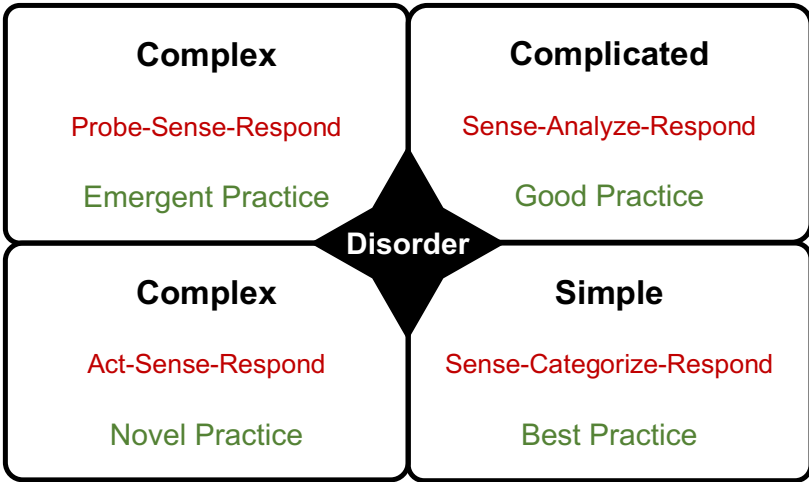 Complex
Probe-Sense-Respond
Emergent Practice
Complicated
Sense-Analyze-Respond
Good Practice
Disorder
Complex
Act-Sense-Respond
Novel Practice
Simple
Sense-Categorize-Respond
Best Practice